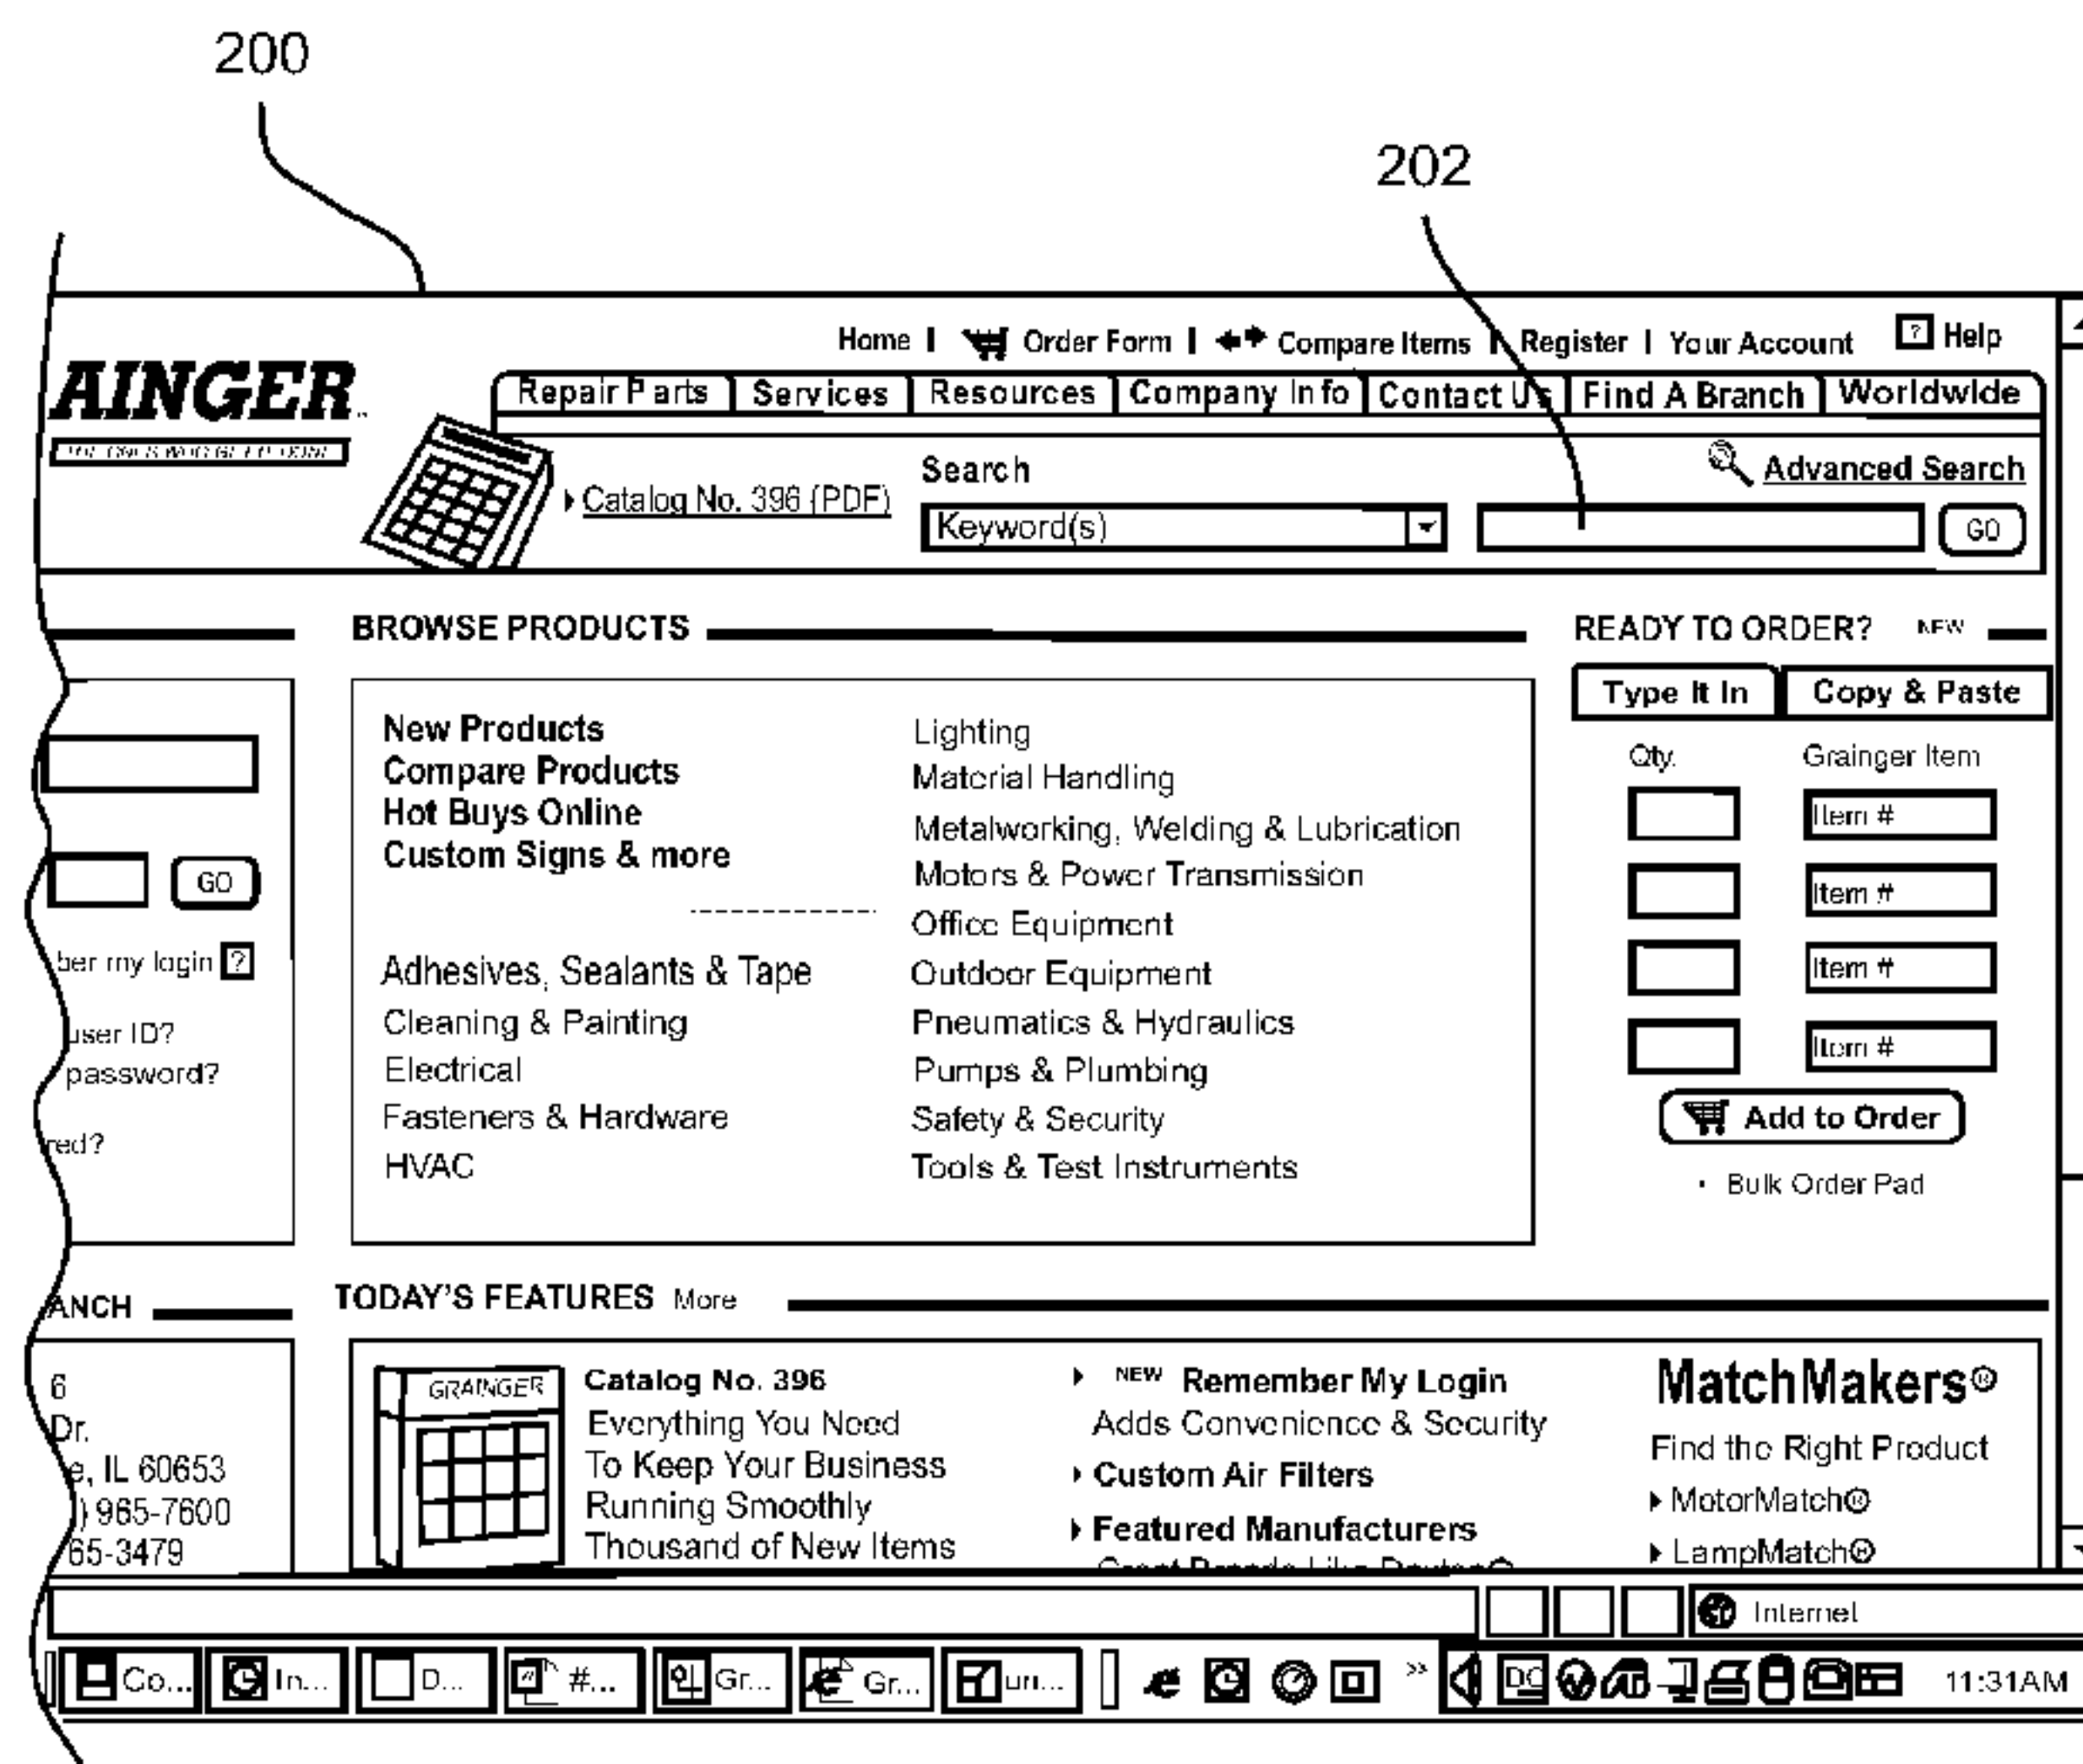 200
202
Home | Order Form | Compare Items | Register | Your Account ? Help
AINGER
Repair Parts Services Resources Company Info Contact Us Find A Branch Worldwide
Catalog No. 396 (PDF)
Search
Advanced Search
Keyword(s)
GO
BROWSE PRODUCTS
READY TO ORDER? NEW
GO
ber my login ?
user ID?
password?
red?
New Products
Compare Products
Hot Buys Online
Custom Signs & more
Adhesives, Sealants & Tape
Cleaning & Painting
Electrical
Fasteners & Hardware
HVAC
Lighting
Material Handling
Metalworking, Welding & Lubrication
Motors & Power Transmission
Office Equipment
Outdoor Equipment
Pneumatics & Hydraulics
Pumps & Plumbing
Safety & Security
Tools & Test Instruments
Type It In Copy & Paste
Qty. Grainger Item
Item #
Item #
Item #
Item #
Add to Order
Bulk Order Pad
ANCH
TODAY'S FEATURES More
6
Dr.
e, IL 60653
) 965-7600
65-3479
GRAINGER
Catalog No. 396
Everything You Need
To Keep Your Business
Running Smoothly
Thousand of New Items
NEW Remember My Login
Adds Convenience & Security
Custom Air Filters
Featured Manufacturers
MatchMakers®
Find the Right Product
MotorMatch®
LampMatch®
Internet
Co... In... D... #... Gr... Gr... un... » DC 11:31AM